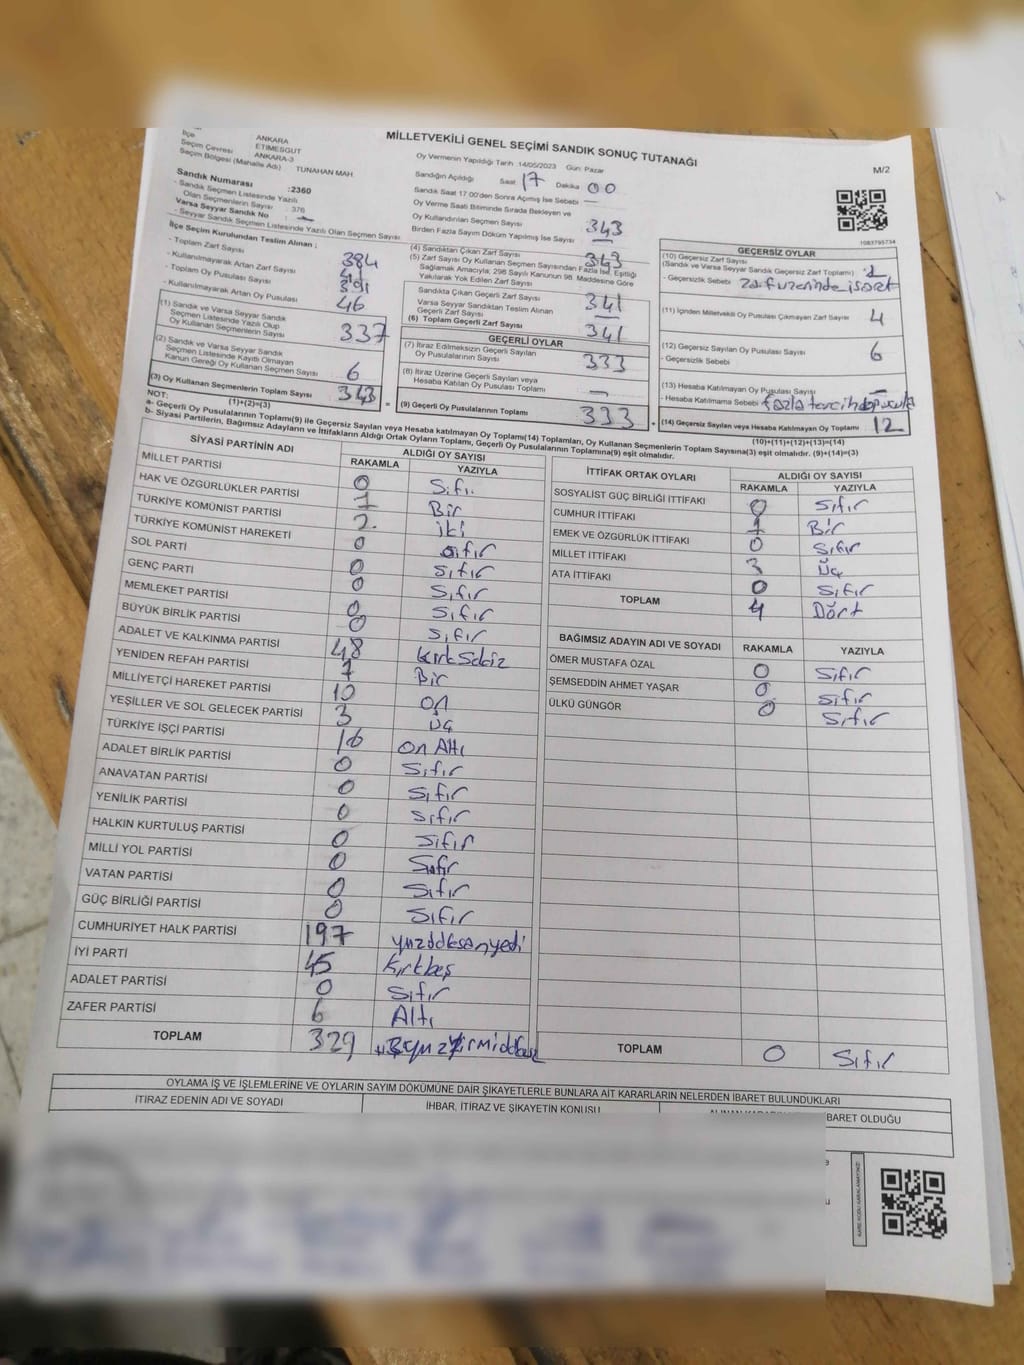 MİLLETVEKİLİ GENEL SEÇİMİ SANDIK SONUÇ TUTANAĞI
M/2
ANKARA
İlçe ETİMESGUT
Seçim Çevresi ANKARA-3
Seçim Bölgesi (Mahalle Adı) TUNAHAN MAH.
Sandık Numarası :2360
- Sandık Seçmen Listesinde Yazılı
Olan Seçmenlerin Sayısı : 376
Varsa Seyyar Sandık No : —
- Seyyar Sandık Seçmen Listesinde Yazılı Olan Seçmen Sayısı
Oy Vermenin Yapıldığı Tarih 14/05/2023 Gün: Pazar
Sandığın Açıldığı Saat 17 Dakika 00
Sandık Saat 17:00'den Sonra Açılmış İse Sebebi —
Oy Verme Saati Bitiminde Sırada Bekleyen ve
Oy Kullandırılan Seçmen Sayısı 343
Birden Fazla Sayım Döküm Yapılmış İse Sayısı —
1083795734
İlçe Seçim Kurulundan Teslim Alınan ;
- Toplam Zarf Sayısı 384
- Kullanılmayarak Artan Zarf Sayısı 41
- Toplam Oy Pusulası Sayısı 391
- Kullanılmayarak Artan Oy Pusulası 46
(1) Sandık ve Varsa Seyyar Sandık
Seçmen Listesinde Yazılı Olup
Oy Kullanan Seçmenlerin Sayısı 337
(2) Sandık ve Varsa Seyyar Sandık
Seçmen Listesinde Kayıtlı Olmayan
Kanun Gereği Oy Kullanan Seçmen Sayısı 6
(3) Oy Kullanan Seçmenlerin Toplam Sayısı 343
(1)+(2)=(3)
(4) Sandıktan Çıkan Zarf Sayısı 343
(5) Zarf Sayısı Oy Kullanan Seçmen Sayısından Fazla İse, Eşitliği
Sağlamak Amacıyla; 298 Sayılı Kanunun 98. Maddesine Göre
Yakılarak Yok Edilen Zarf Sayısı —
Sandıkta Çıkan Geçerli Zarf Sayısı 341
Varsa Seyyar Sandıktan Teslim Alınan
Geçerli Zarf Sayısı —
(6) Toplam Geçerli Zarf Sayısı 341
GEÇERLİ OYLAR
(7) İtiraz Edilmeksizin Geçerli Sayılan
Oy Pusulalarının Sayısı 333
(8) İtiraz Üzerine Geçerli Sayılan veya
Hesaba Katılan Oy Pusulası Toplamı —
= (9) Geçerli Oy Pusulalarının Toplamı 333 +
GEÇERSİZ OYLAR
(10) Geçersiz Zarf Sayısı
(Sandık ve Varsa Seyyar Sandık Geçersiz Zarf Toplamı) 2
- Geçersizlik Sebebi zarf üzerinde işaret
(11) İçinden Milletvekili Oy Pusulası Çıkmayan Zarf Sayısı 4
(12) Geçersiz Sayılan Oy Pusulası Sayısı 6
- Geçersizlik Sebebi
(13) Hesaba Katılmayan Oy Pusulası Sayısı —
- Hesaba Katılmama Sebebi fazla tercih
(14) Geçersiz Sayılan veya Hesaba Katılmayan Oy Toplamı 12
(10)+(11)+(12)+(13)=(14)
NOT:
a- Geçerli Oy Pusulalarının Toplamı(9) ile Geçersiz Sayılan veya Hesaba Katılmayan Oy Toplamı(14) Toplamları, Oy Kullanan Seçmenlerin Toplam Sayısına(3) eşit olmalıdır. (9)+(14)=(3)
b- Siyasi Partilerin, Bağımsız Adayların ve İttifakların Aldığı Ortak Oyların Toplamı, Geçerli Oy Pusulalarının Toplamına(9) eşit olmalıdır.
SİYASİ PARTİNİN ADI ALDIĞI OY SAYISI
RAKAMLA YAZIYLA
MİLLET PARTİSİ 0 Sıfı.
HAK VE ÖZGÜRLÜKLER PARTİSİ 1 Bir
TÜRKİYE KOMÜNİST PARTİSİ 2 iki
TÜRKİYE KOMÜNİST HAREKETİ 0 sıfır
SOL PARTİ 0 sıfır
GENÇ PARTİ 0 sıfır
MEMLEKET PARTİSİ 0 sıfır
BÜYÜK BİRLİK PARTİSİ 0 sıfır
ADALET VE KALKINMA PARTİSİ 48 kırk sekiz
YENİDEN REFAH PARTİSİ 1 Bir
MİLLİYETÇİ HAREKET PARTİSİ 10 on
YEŞİLLER VE SOL GELECEK PARTİSİ 3 üç
TÜRKİYE İŞÇİ PARTİSİ 16 on Altı
ADALET BİRLİK PARTİSİ 0 Sıfır
ANAVATAN PARTİSİ 0 Sıfır
YENİLİK PARTİSİ 0 sıfır
HALKIN KURTULUŞ PARTİSİ 0 sıfır
MİLLİ YOL PARTİSİ 0 Sıfır
VATAN PARTİSİ 0 Sıfır
GÜÇ BİRLİĞİ PARTİSİ 0 Sıfır
CUMHURİYET HALK PARTİSİ 197 yüzdoksanyedi
İYİ PARTİ 45 kırkbeş
ADALET PARTİSİ 0 sıfır
ZAFER PARTİSİ 6 Altı
TOPLAM 329
İTTİFAK ORTAK OYLARI ALDIĞI OY SAYISI
RAKAMLA YAZIYLA
SOSYALİST GÜÇ BİRLİĞİ İTTİFAKI 0 Sıfır
CUMHUR İTTİFAKI 1 Bir
EMEK VE ÖZGÜRLÜK İTTİFAKI 0 Sıfır
MİLLET İTTİFAKI 3 üç
ATA İTTİFAKI 0 Sıfır
TOPLAM 4 Dört
BAĞIMSIZ ADAYIN ADI VE SOYADI RAKAMLA YAZIYLA
ÖMER MUSTAFA ÖZAL 0 Sıfır
ŞEMSEDDİN AHMET YAŞAR 0 sıfır
ÜLKÜ GÜNGÖR 0 Sıfır
TOPLAM 0 Sıfır
OYLAMA İŞ VE İŞLEMLERİNE VE OYLARIN SAYIM DÖKÜMÜNE DAİR ŞİKAYETLERLE BUNLARA AİT KARARLARIN NELERDEN İBARET BULUNDUKLARI
İTİRAZ EDENİN ADI VE SOYADI İHBAR, İTİRAZ VE ŞİKAYETİN KONUSU BARET OLDUĞU